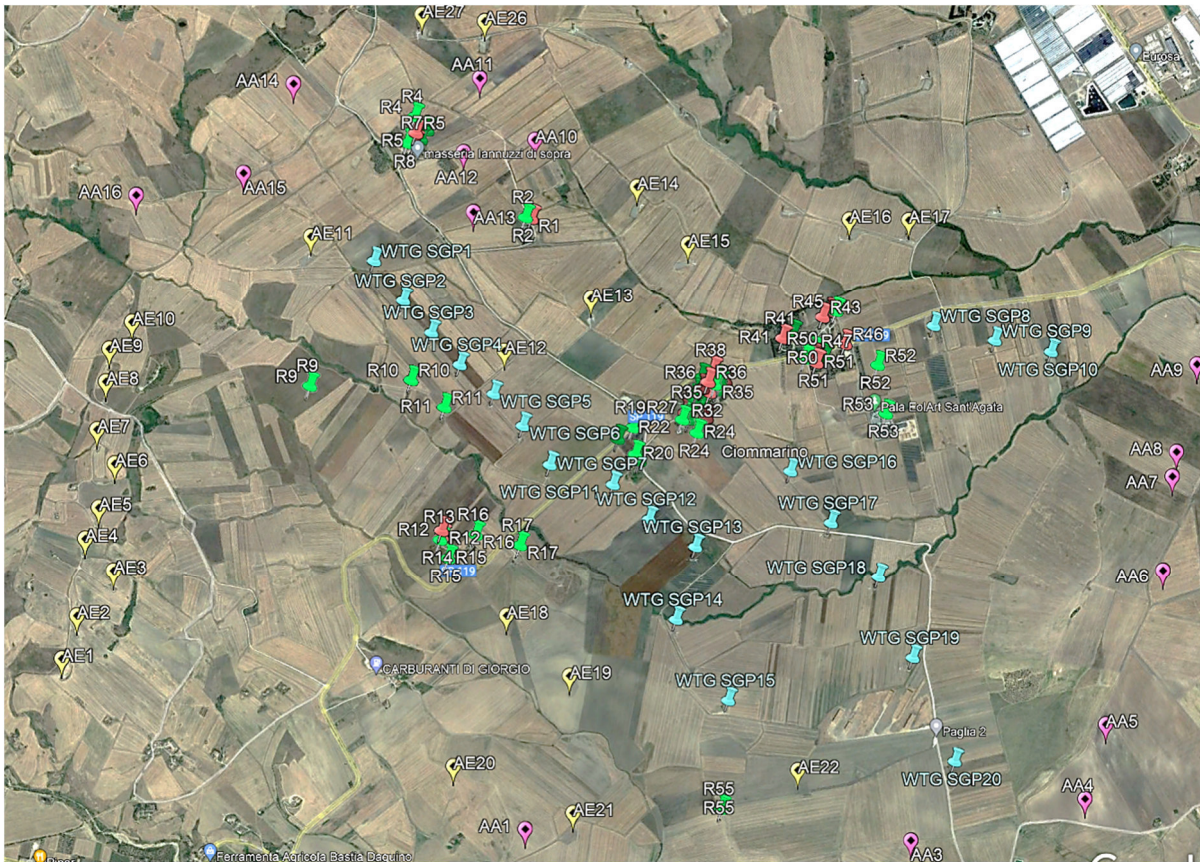 AE27
AE26
Eurosa
AA14
AA11
R4
R4
R7
R5
R5
R8
masseria Iannuzzi di sopra
AA10
AA12
AA15
AA16
AE14
R2
AA13
R1
R2
AE16
AE17
AE11
AE15
WTG SGP1
WTG SGP2
AE13
WTG SGP3
R45
R43
AE10
R41
WTG SGP8
R41
R50
R47
R46
WTG SGP9
AE9
WTG SGP4
AE12
R50
R51
R52
WTG SGP10
R38
R9
R9
R10
R10
R36
R36
R51
R52
AA9
AE8
R11
R11
WTG SGP5
R35
R35
R19
R27
R32
R53
Pala EolArt Sant'Agata
AE7
WTG SGP6
R22
R24
R53
R20
R24
Ciommarino
AA8
AE6
WTG SGP7
WTG SGP16
AA7
WTG SGP11
AE5
WTG SGP12
WTG SGP17
R13
R16
R17
WTG SGP13
R12
R12
R16
AE4
R14
R15
R17
R15
AE3
WTG SGP18
AA6
WTG SGP14
AE2
AE18
WTG SGP19
AE1
CARBURANTI DI GIORGIO
AE19
WTG SGP15
AA5
Paglia 2
AE20
AE22
WTG SGP20
R55
R55
AA4
AE21
AA1
AA3
Ferramenta Agricola Bastia Daquino